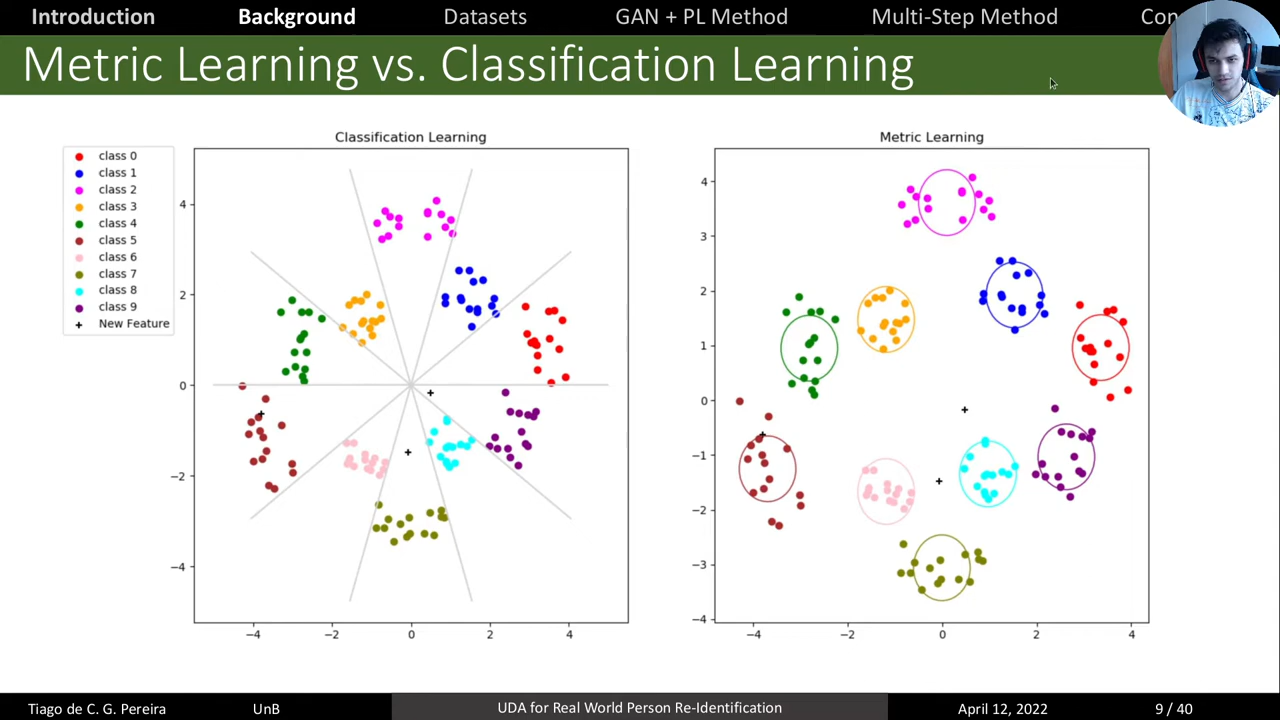 Introduction Background Datasets GAN + PL Method Multi-Step Method Con
Metric Learning vs. Classification Learning
Classification Learning
class 0
class 1
class 2
class 3
class 4
class 5
class 6
class 7
class 8
class 9
New Feature
4
2
0
−2
−4
−4 −2 0 2 4
Metric Learning
4
3
2
1
0
−1
−2
−3
−4
−4 −2 0 2 4
Tiago de C. G. Pereira UnB UDA for Real World Person Re-Identification April 12, 2022 9 / 40